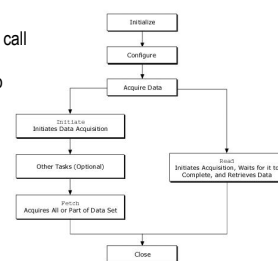 call
Initialize
Configure
Acquire Data
Initiate
Initiates Data Acquisition
Other Tasks (Optional)
Fetch
Acquires All or Part of Data Set
Read
Initiates Acquisition, Waits for it to
Complete, and Retrieves Data
Close